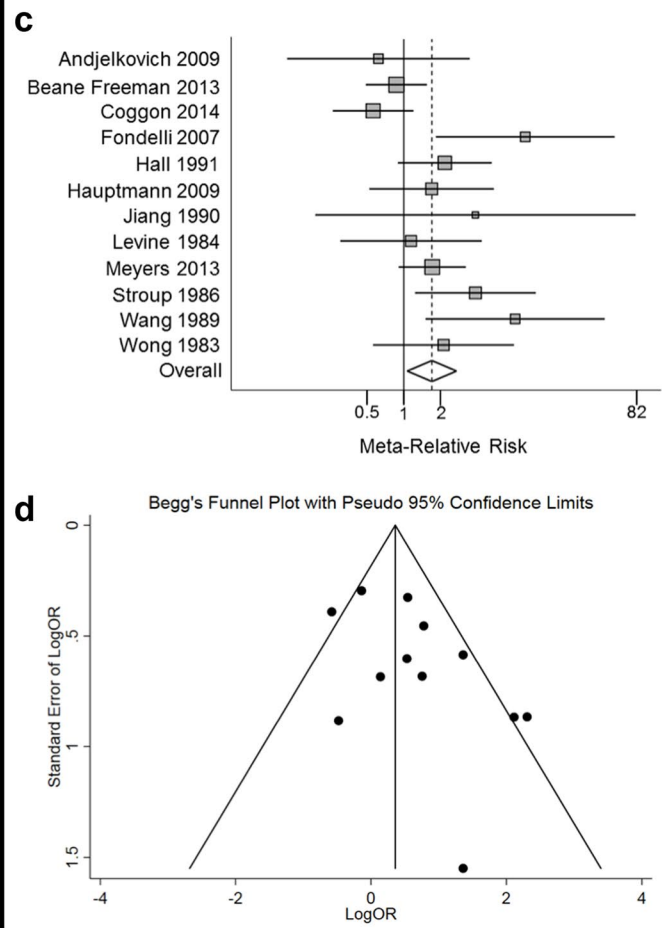 c
Andjelkovich 2009
Beane Freeman 2013
Coggon 2014
Fondelli 2007
Hall 1991
Hauptmann 2009
Jiang 1990
Levine 1984
Meyers 2013
Stroup 1986
Wang 1989
Wong 1983
Overall
0.5 1 2 82
Meta-Relative Risk
d
Begg's Funnel Plot with Pseudo 95% Confidence Limits
Standard Error of LogOR
0
.5
1
1.5
-4 -2 0 2 4
LogOR